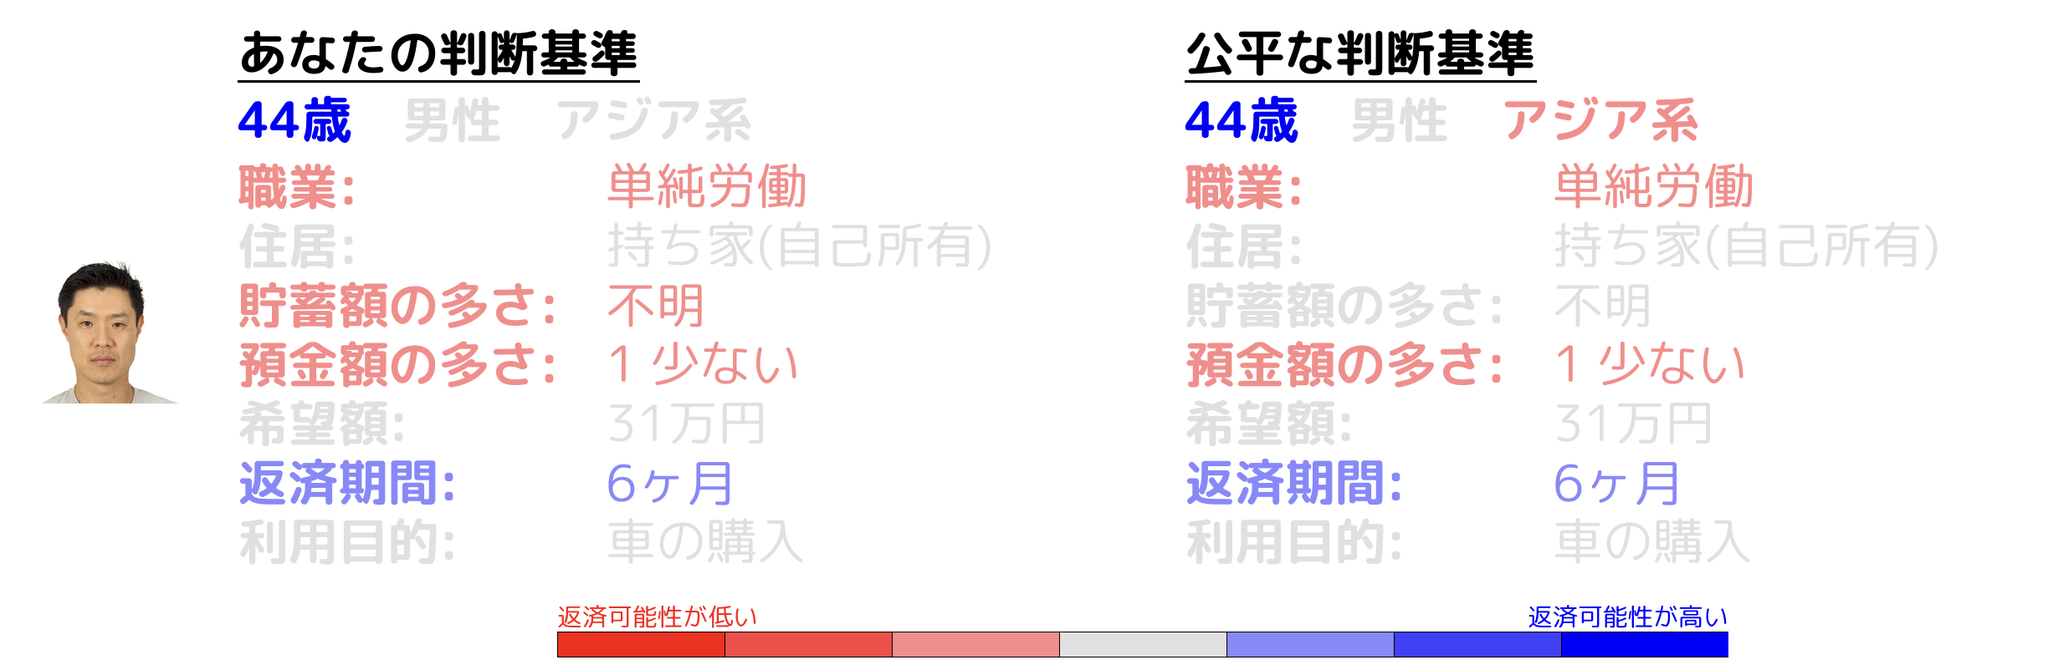 あなたの判断基準
44歳 男性 アジア系
職業: 単純労働
住居: 持ち家(自己所有)
貯蓄額の多さ: 不明
預金額の多さ: 1 少ない
希望額: 31万円
返済期間: 6ヶ月
利用目的: 車の購入
公平な判断基準
44歳 男性 アジア系
職業: 単純労働
住居: 持ち家(自己所有)
貯蓄額の多さ: 不明
預金額の多さ: 1 少ない
希望額: 31万円
返済期間: 6ヶ月
利用目的: 車の購入
返済可能性が低い
返済可能性が高い